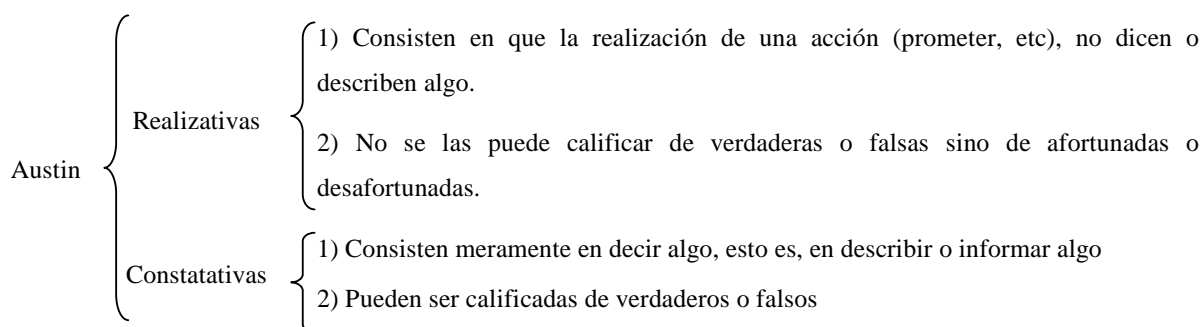 1) Consisten en que la realización de una acción (prometer, etc), no dicen o
describen algo.
Realizativas
2) No se las puede calificar de verdaderas o falsas sino de afortunadas o
Austin
desafortunadas.
1) Consisten meramente en decir algo, esto es, en describir o informar algo
Constatativas
2) Pueden ser calificadas de verdaderos o falsos